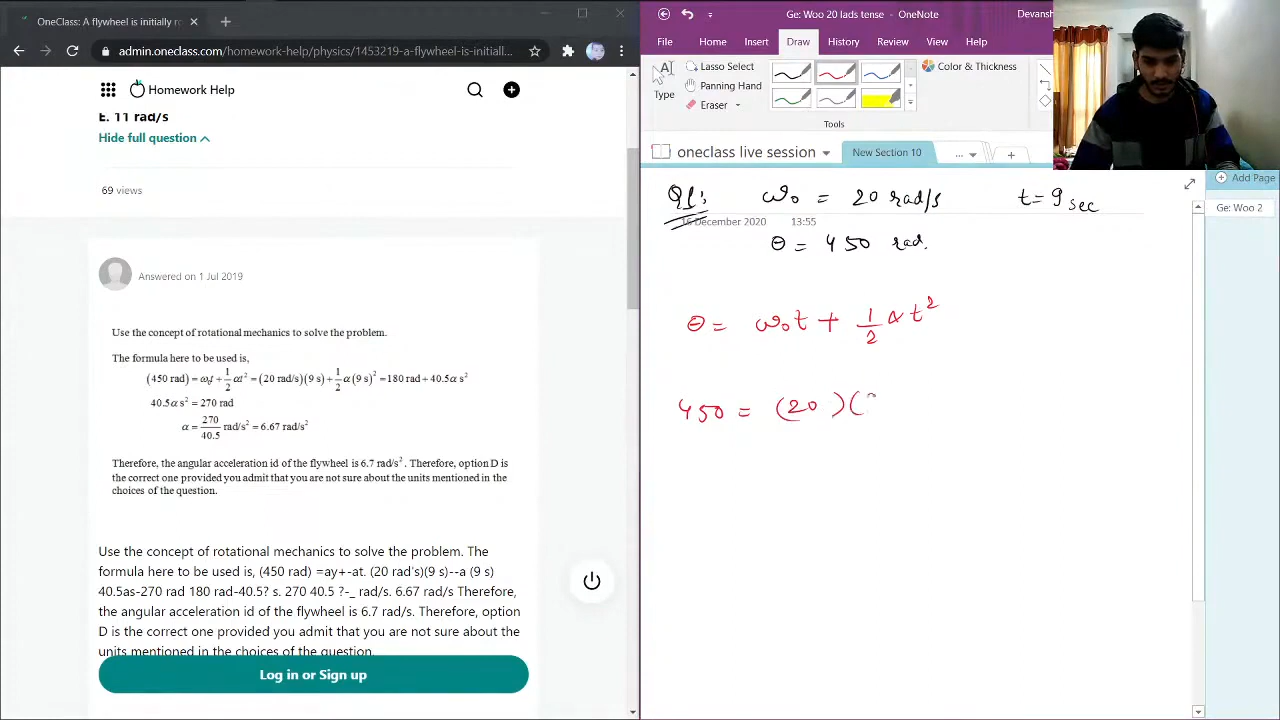 OneClass: A flywheel is initially ro
admin.oneclass.com/homework-help/physics/1453219-a-flywheel-is-initiall...
Homework Help
E. 11 rad/s
Hide full question
69 views
Answered on 1 Jul 2019
Use the concept of rotational mechanics to solve the problem.
The formula here to be used is,
(450 rad) = ω₀t + 1/2 αt² = (20 rad/s)(9 s) + 1/2 α(9 s)² = 180 rad + 40.5α s²
40.5α s² = 270 rad
α = 270/40.5 rad/s² = 6.67 rad/s²
Therefore, the angular acceleration id of the flywheel is 6.7 rad/s². Therefore, option D is
the correct one provided you admit that you are not sure about the units mentioned in the
choices of the question.
Use the concept of rotational mechanics to solve the problem. The
formula here to be used is, (450 rad) =ay+-at. (20 rad's)(9 s)--a (9 s)
40.5as-270 rad 180 rad-40.5? s. 270 40.5 ?-_ rad/s. 6.67 rad/s Therefore,
the angular acceleration id of the flywheel is 6.7 rad/s. Therefore, option
D is the correct one provided you admit that you are not sure about the
units mentioned in the choices of the question.
Log in or Sign up
Ge: Woo 20 lads tense - OneNote
Devansh
File Home Insert Draw History Review View Help
Type
Lasso Select
Panning Hand
Eraser
Color & Thickness
Tools
oneclass live session
New Section 10
...
Add Page
Ge: Woo 2
Q1: ω₀ = 20 rad/s t = 9 sec
16 December 2020 13:55
θ = 450 rad.
θ = ω₀t + 1/2 αt²
450 = (20)(